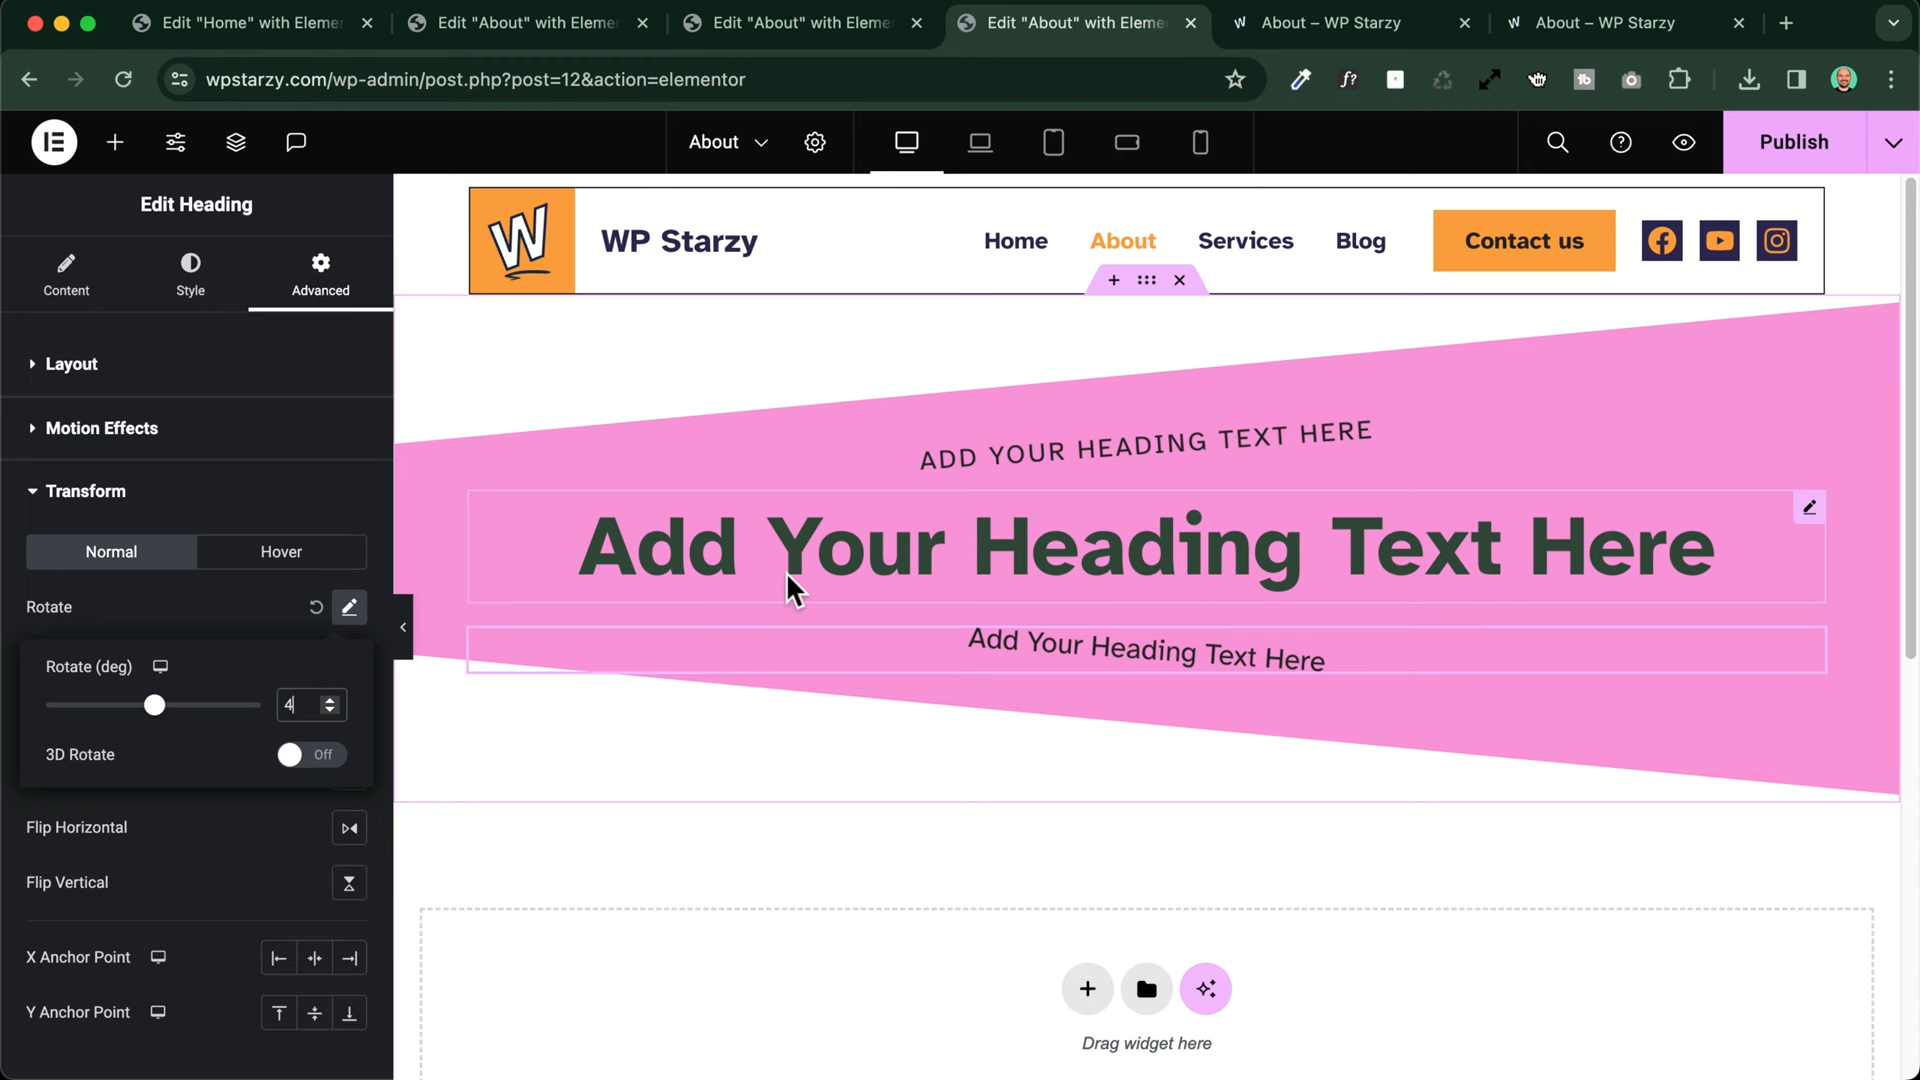 Edit "Home" with Elemer
Edit "About" with Eleme
Edit "About" with Eleme
Edit "About" with Eleme
About – WP Starzy
About – WP Starzy
wpstarzy.com/wp-admin/post.php?post=12&action=elementor
f?
tb
About
Publish
Edit Heading
Content
Style
Advanced
Layout
Motion Effects
Transform
Normal
Hover
Rotate
Rotate (deg)
4
3D Rotate
Off
Flip Horizontal
Flip Vertical
X Anchor Point
Y Anchor Point
W
WP Starzy
Home
About
Services
Blog
Contact us
ADD YOUR HEADING TEXT HERE
Add Your Heading Text Here
Add Your Heading Text Here
Drag widget here